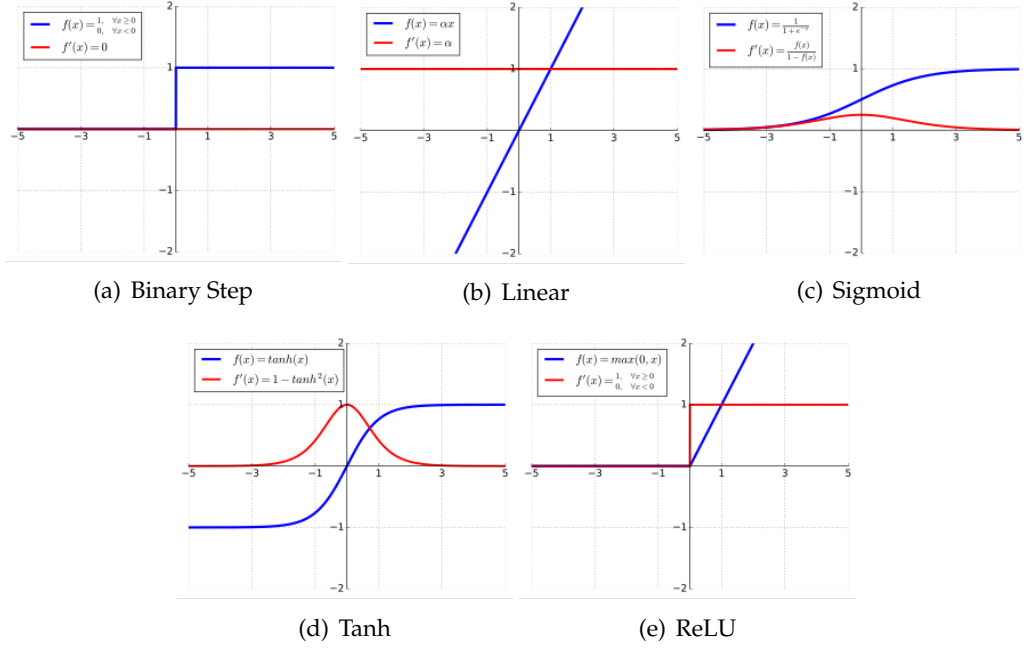 f(x) = 1, ∀x≥0
0, ∀x<0
f′(x) = 0
2
1
−5 −3 −1 1 3 5
−1
−2
f(x) = αx
f′(x) = α
2
1
−5 −3 −1 1 3 5
−1
−2
f(x) = 1/(1+e^−x)
f′(x) = f(x)/(1−f(x))
2
1
−5 −3 −1 1 3 5
−1
−2
(a) Binary Step
(b) Linear
(c) Sigmoid
f(x) = tanh(x)
f′(x) = 1 − tanh²(x)
2
1
−5 −3 −1 1 3 5
−1
−2
f(x) = max(0, x)
f′(x) = 1, ∀x≥0
0, ∀x<0
2
1
−5 −3 −1 1 3 5
−1
−2
(d) Tanh
(e) ReLU